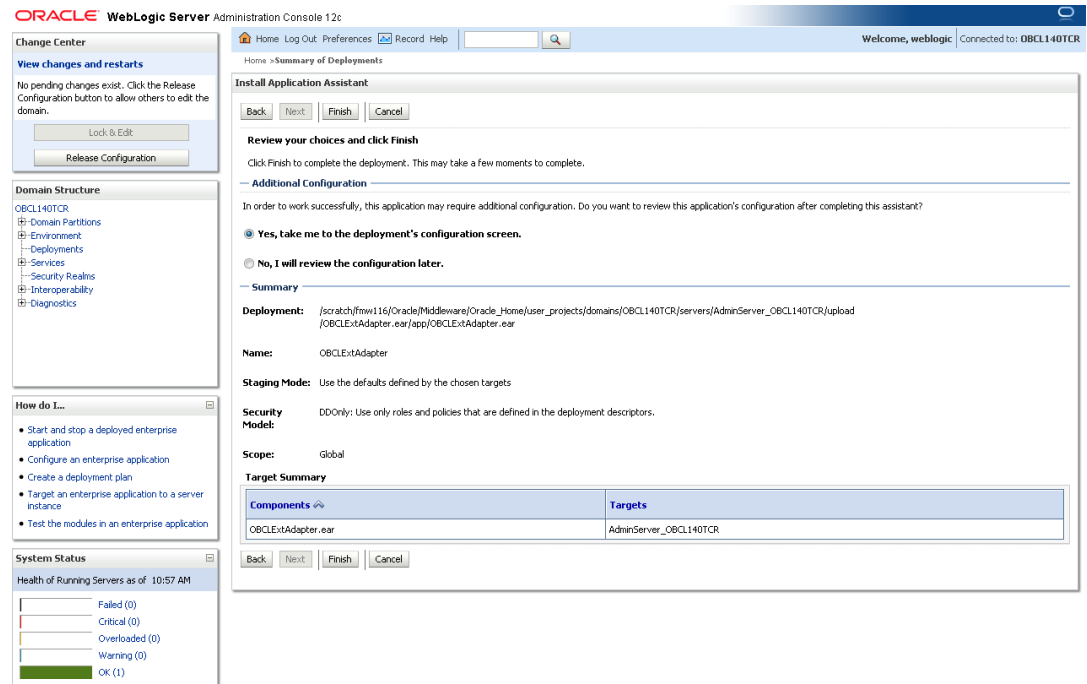 ORACLE WebLogic Server Administration Console 12c
Change Center
View changes and restarts
No pending changes exist. Click the Release
Configuration button to allow others to edit the
domain.
Lock & Edit
Release Configuration
Domain Structure
OBCL140TCR
Domain Partitions
Environment
Deployments
Services
Security Realms
Interoperability
Diagnostics
How do I...
Start and stop a deployed enterprise
application
Configure an enterprise application
Create a deployment plan
Target an enterprise application to a server
instance
Test the modules in an enterprise application
System Status
Health of Running Servers as of 10:57 AM
Failed (0)
Critical (0)
Overloaded (0)
Warning (0)
OK (1)
Home Log Out Preferences Record Help
Welcome, weblogic Connected to: OBCL140TCR
Home >Summary of Deployments
Install Application Assistant
Back Next Finish Cancel
Review your choices and click Finish
Click Finish to complete the deployment. This may take a few moments to complete.
Additional Configuration
In order to work successfully, this application may require additional configuration. Do you want to review this application's configuration after completing this assistant?
Yes, take me to the deployment's configuration screen.
No, I will review the configuration later.
Summary
Deployment: /scratch/fmw116/Oracle/Middleware/Oracle_Home/user_projects/domains/OBCL140TCR/servers/AdminServer_OBCL140TCR/upload
/OBCLExtAdapter.ear/app/OBCLExtAdapter.ear
Name: OBCLExtAdapter
Staging Mode: Use the defaults defined by the chosen targets
Security DDOnly: Use only roles and policies that are defined in the deployment descriptors.
Model:
Scope: Global
Target Summary
Components Targets
OBCLExtAdapter.ear AdminServer_OBCL140TCR
Back Next Finish Cancel